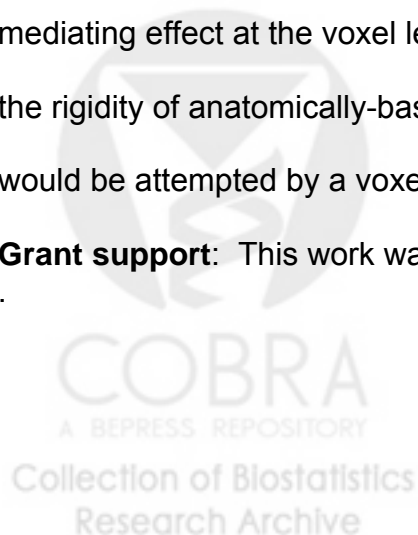 mediating effect at the voxel le
the rigidity of anatomically-bas
would be attempted by a voxe
Grant support: This work wa
.
COBRA
A BEPRESS REPOSITORY
Collection of Biostatistics
Research Archive